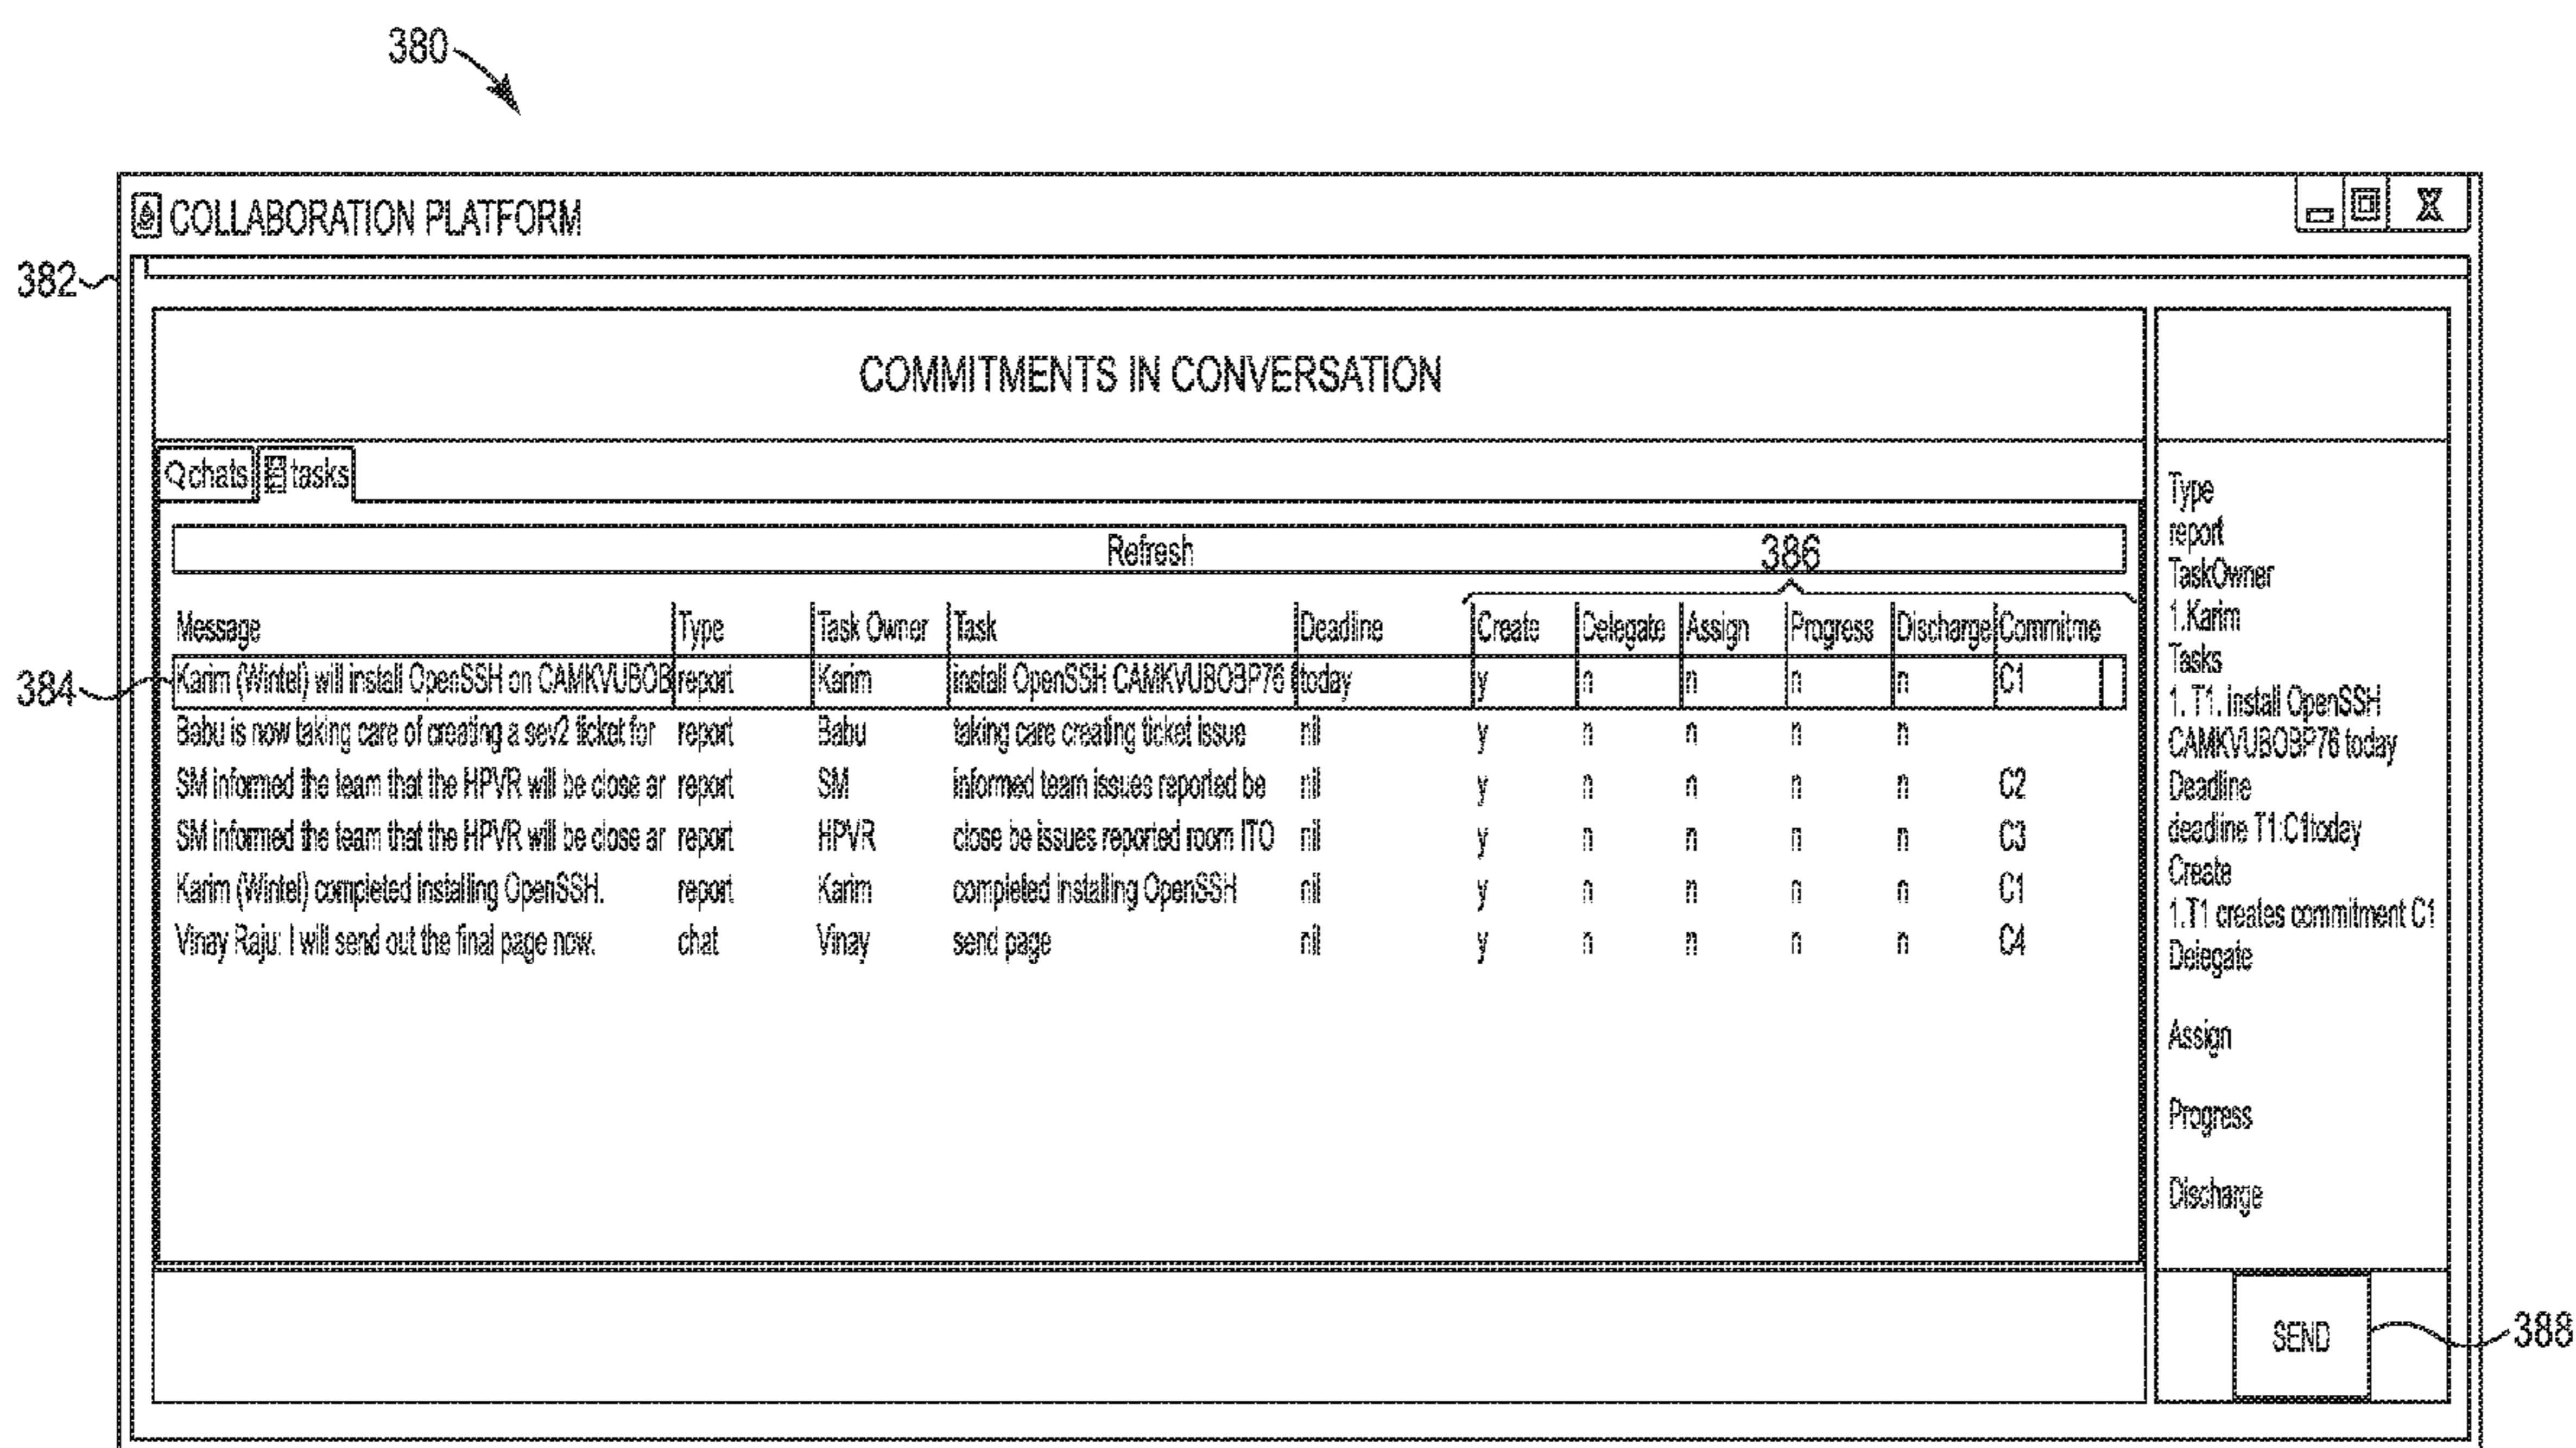 380
COLLABORATION PLATFORM
382
COMMITMENTS IN CONVERSATION
chats tasks
Refresh
386
Message Type Task Owner Task Deadline Create Delegate Assign Progress Discharge Commitme
384
Karim (Wintel) will install OpenSSH on CAMKVUBOB report Karim install OpenSSH CAMKVUBOBP76 today y n n n n C1
Babu is now taking care of creating a sev2 ticket for report Babu taking care creating ticket issue nil y n n n n
SM informed the team that the HPVR will be close ar report SM informed team issues reported be nil y n n n n C2
SM informed the team that the HPVR will be close ar report HPVR close be issues reported room ITO nil y n n n n C3
Karim (Wintel) completed installing OpenSSH. report Karim completed installing OpenSSH nil y n n n n C1
Vinay Raju: I will send out the final page now. chat Vinay send page nil y n n n n C4
Type
report
TaskOwner
1.Karim
Tasks
1. T1. Install OpenSSH
CAMKVUBOBP76 today
Deadline
deadline T1:C1today
Create
1.T1 creates commitment C1
Delegate
Assign
Progress
Discharge
SEND
388